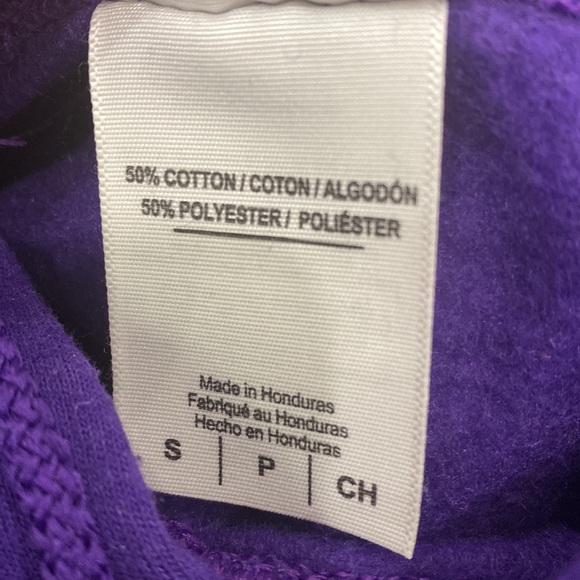 50% COTTON / COTON / ALGODÓN
50% POLYESTER / POLIÉSTER
Made in Honduras
Fabriqué au Honduras
Hecho en Honduras
S | P | CH